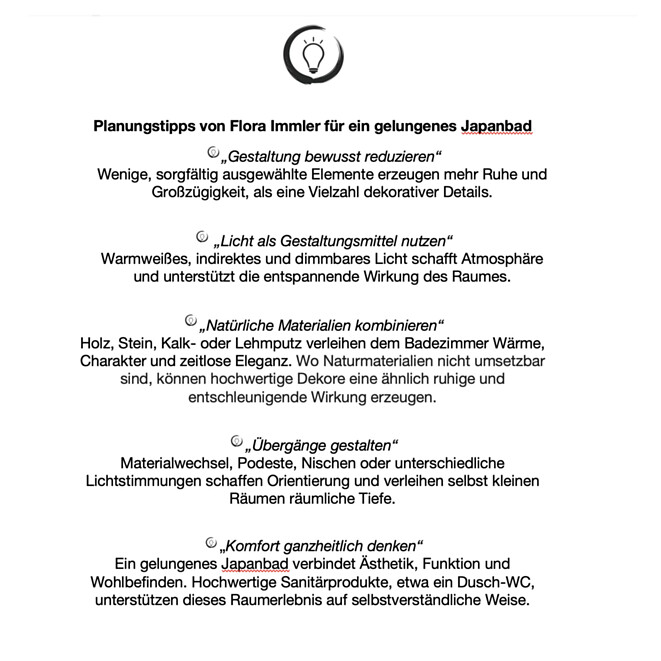 Planungstipps von Flora Immler für ein gelungenes Japanbad
„Gestaltung bewusst reduzieren“
Wenige, sorgfältig ausgewählte Elemente erzeugen mehr Ruhe und
Großzügigkeit, als eine Vielzahl dekorativer Details.
„Licht als Gestaltungsmittel nutzen“
Warmweißes, indirektes und dimmbares Licht schafft Atmosphäre
und unterstützt die entspannende Wirkung des Raumes.
„Natürliche Materialien kombinieren“
Holz, Stein, Kalk- oder Lehmputz verleihen dem Badezimmer Wärme,
Charakter und zeitlose Eleganz. Wo Naturmaterialien nicht umsetzbar
sind, können hochwertige Dekore eine ähnlich ruhige und
entschleunigende Wirkung erzeugen.
„Übergänge gestalten“
Materialwechsel, Podeste, Nischen oder unterschiedliche
Lichtstimmungen schaffen Orientierung und verleihen selbst kleinen
Räumen räumliche Tiefe.
„Komfort ganzheitlich denken“
Ein gelungenes Japanbad verbindet Ästhetik, Funktion und
Wohlbefinden. Hochwertige Sanitärprodukte, etwa ein Dusch-WC,
unterstützen dieses Raumerlebnis auf selbstverständliche Weise.